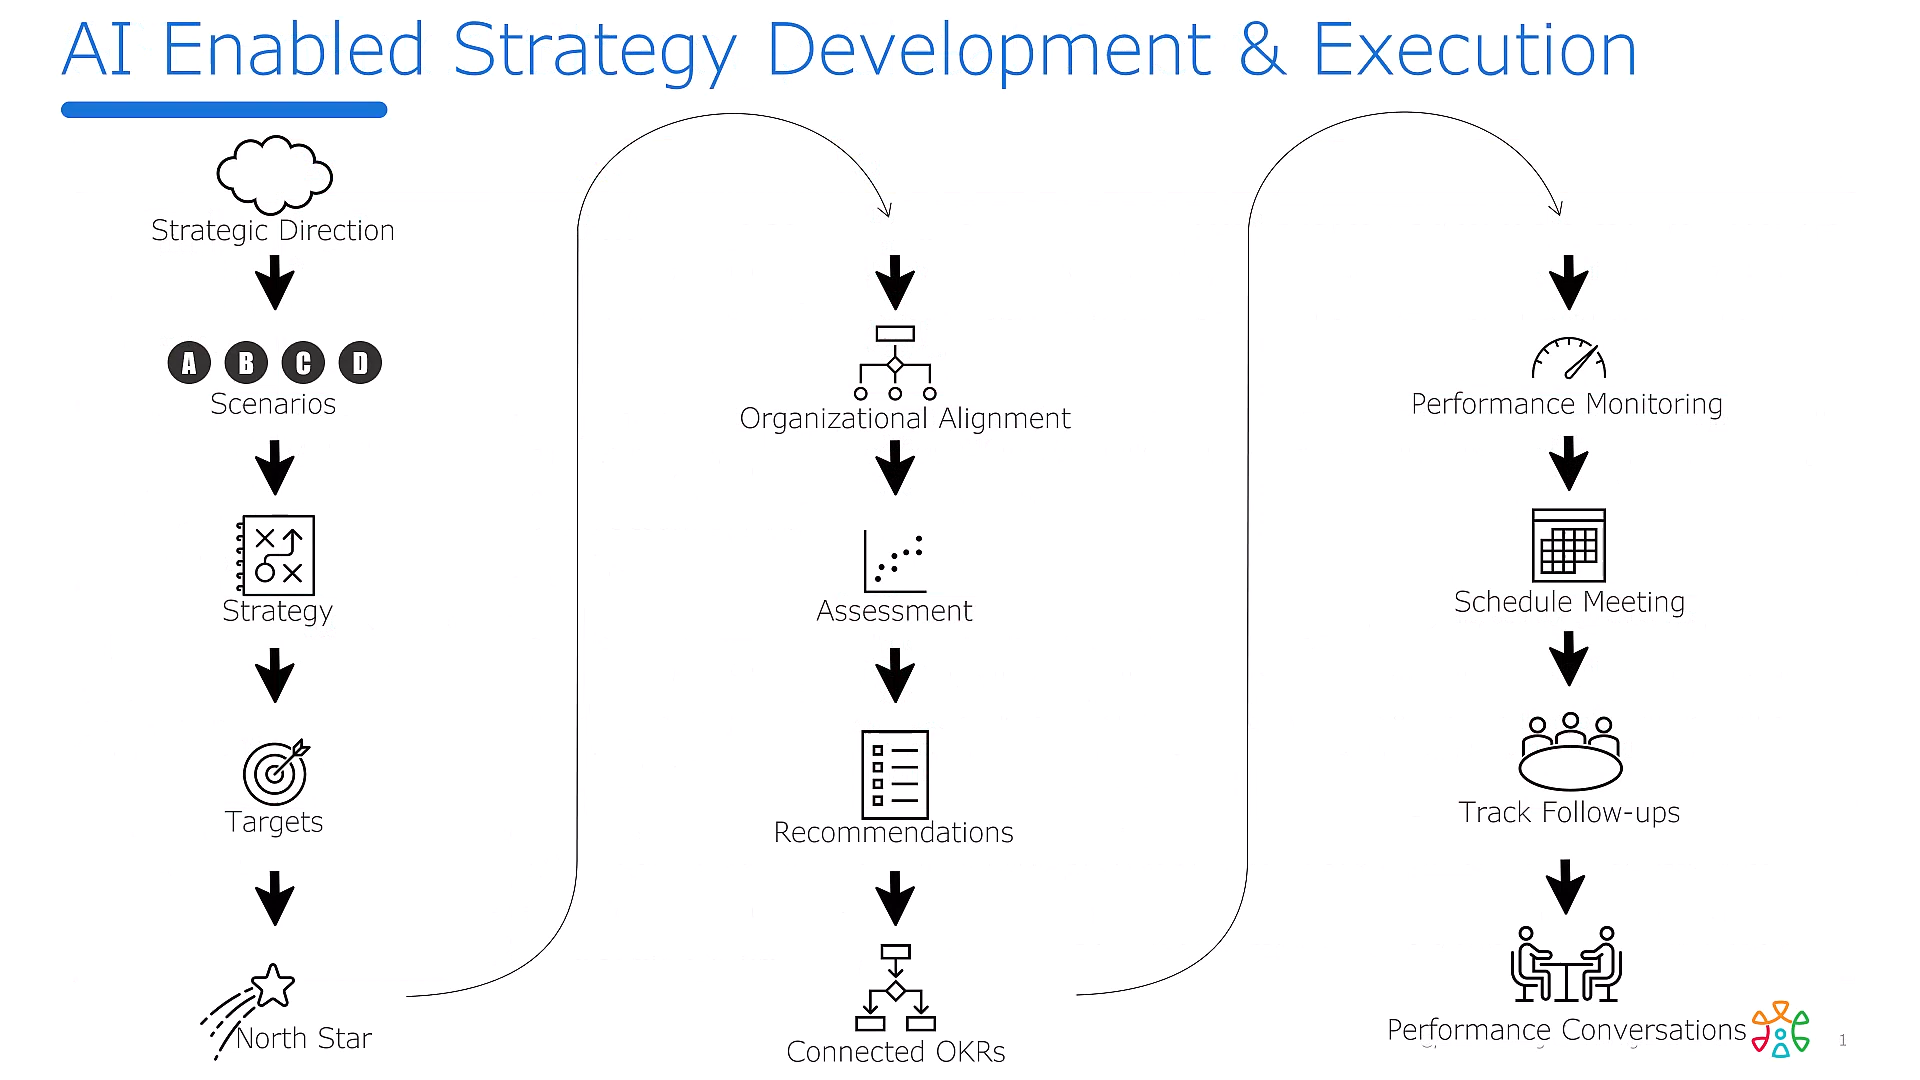 AI Enabled Strategy Development & Execution
Strategic Direction
A B C D
Scenarios
Strategy
Targets
North Star
Organizational Alignment
Assessment
Recommendations
Connected OKRs
Performance Monitoring
Schedule Meeting
Track Follow-ups
Performance Conversations
1